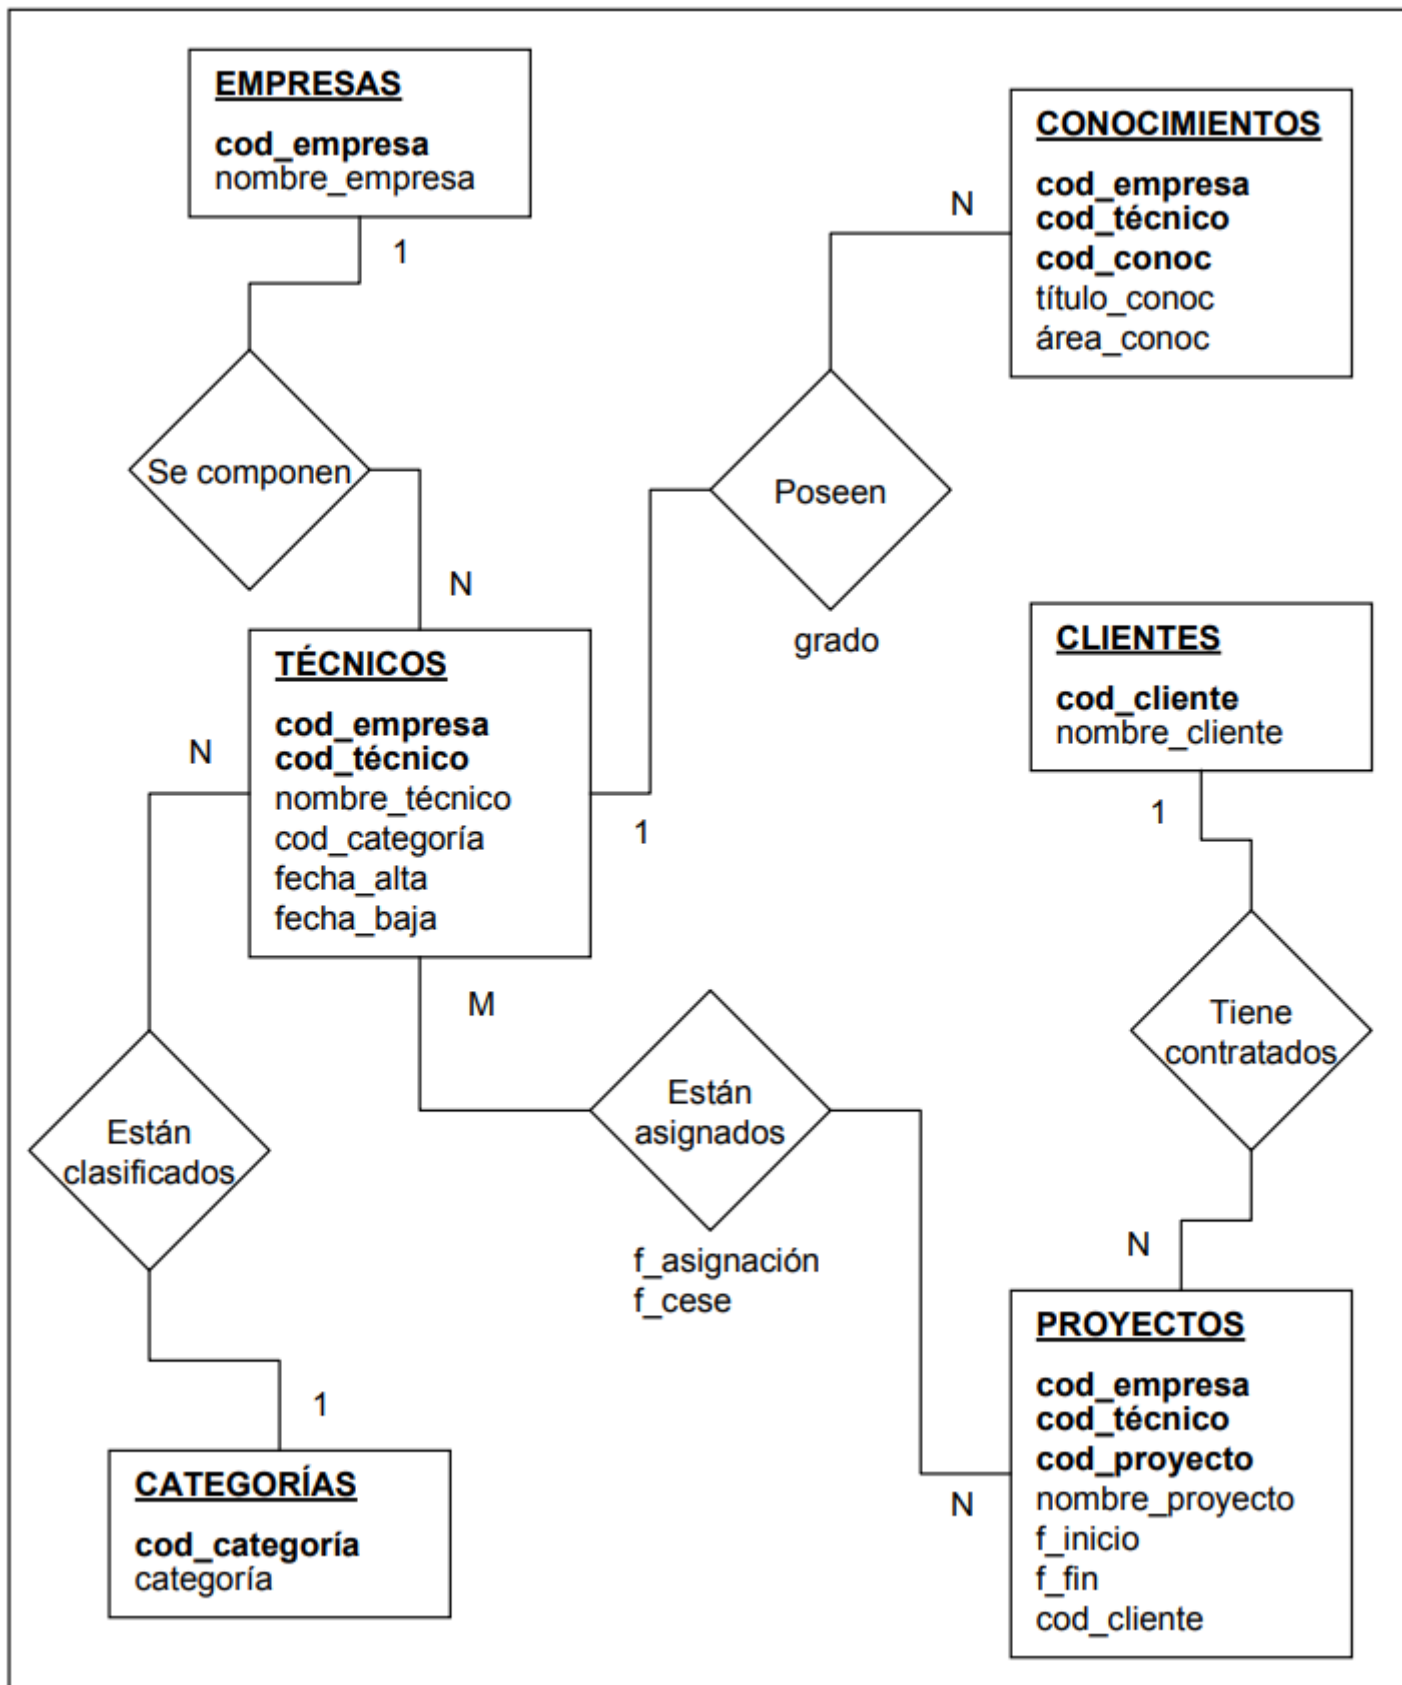 EMPRESAS
cod_empresa
nombre_empresa
1
CONOCIMIENTOS
cod_empresa
cod_técnico
cod_conoc
título_conoc
área_conoc
N
Se componen
N
Poseen
grado
TÉCNICOS
cod_empresa
cod_técnico
nombre_técnico
cod_categoría
fecha_alta
fecha_baja
N
1
M
CLIENTES
cod_cliente
nombre_cliente
1
Tiene
contratados
N
Están
clasificados
1
Están
asignados
f_asignación
f_cese
N
CATEGORÍAS
cod_categoría
categoría
PROYECTOS
cod_empresa
cod_técnico
cod_proyecto
nombre_proyecto
f_inicio
f_fin
cod_cliente